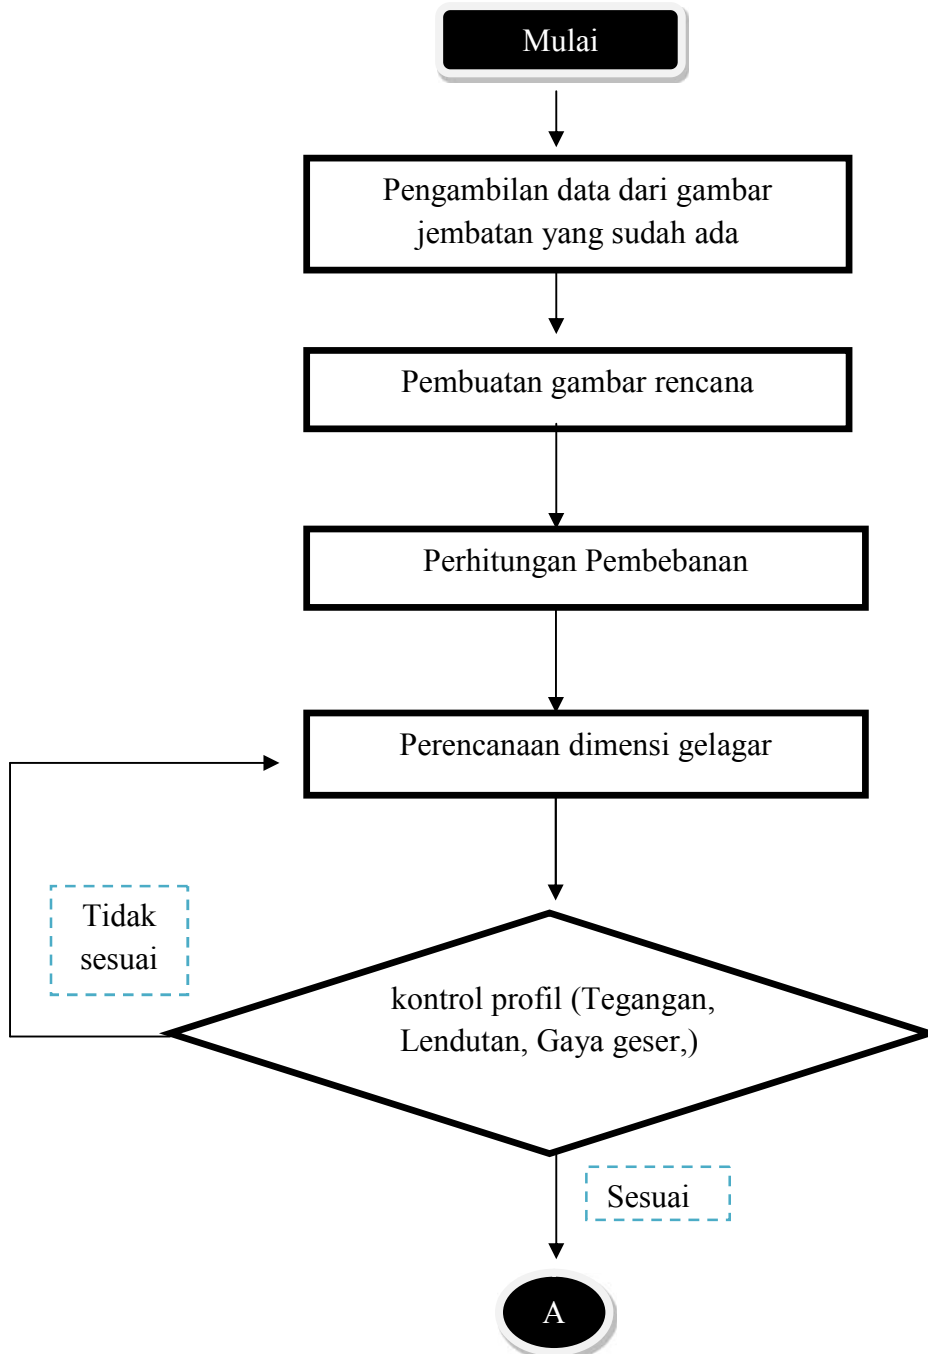 Mulai
Pengambilan data dari gambar
jembatan yang sudah ada
Pembuatan gambar rencana
Perhitungan Pembebanan
Perencanaan dimensi gelagar
Tidak
sesuai
kontrol profil (Tegangan,
Lendutan, Gaya geser,)
Sesuai
A